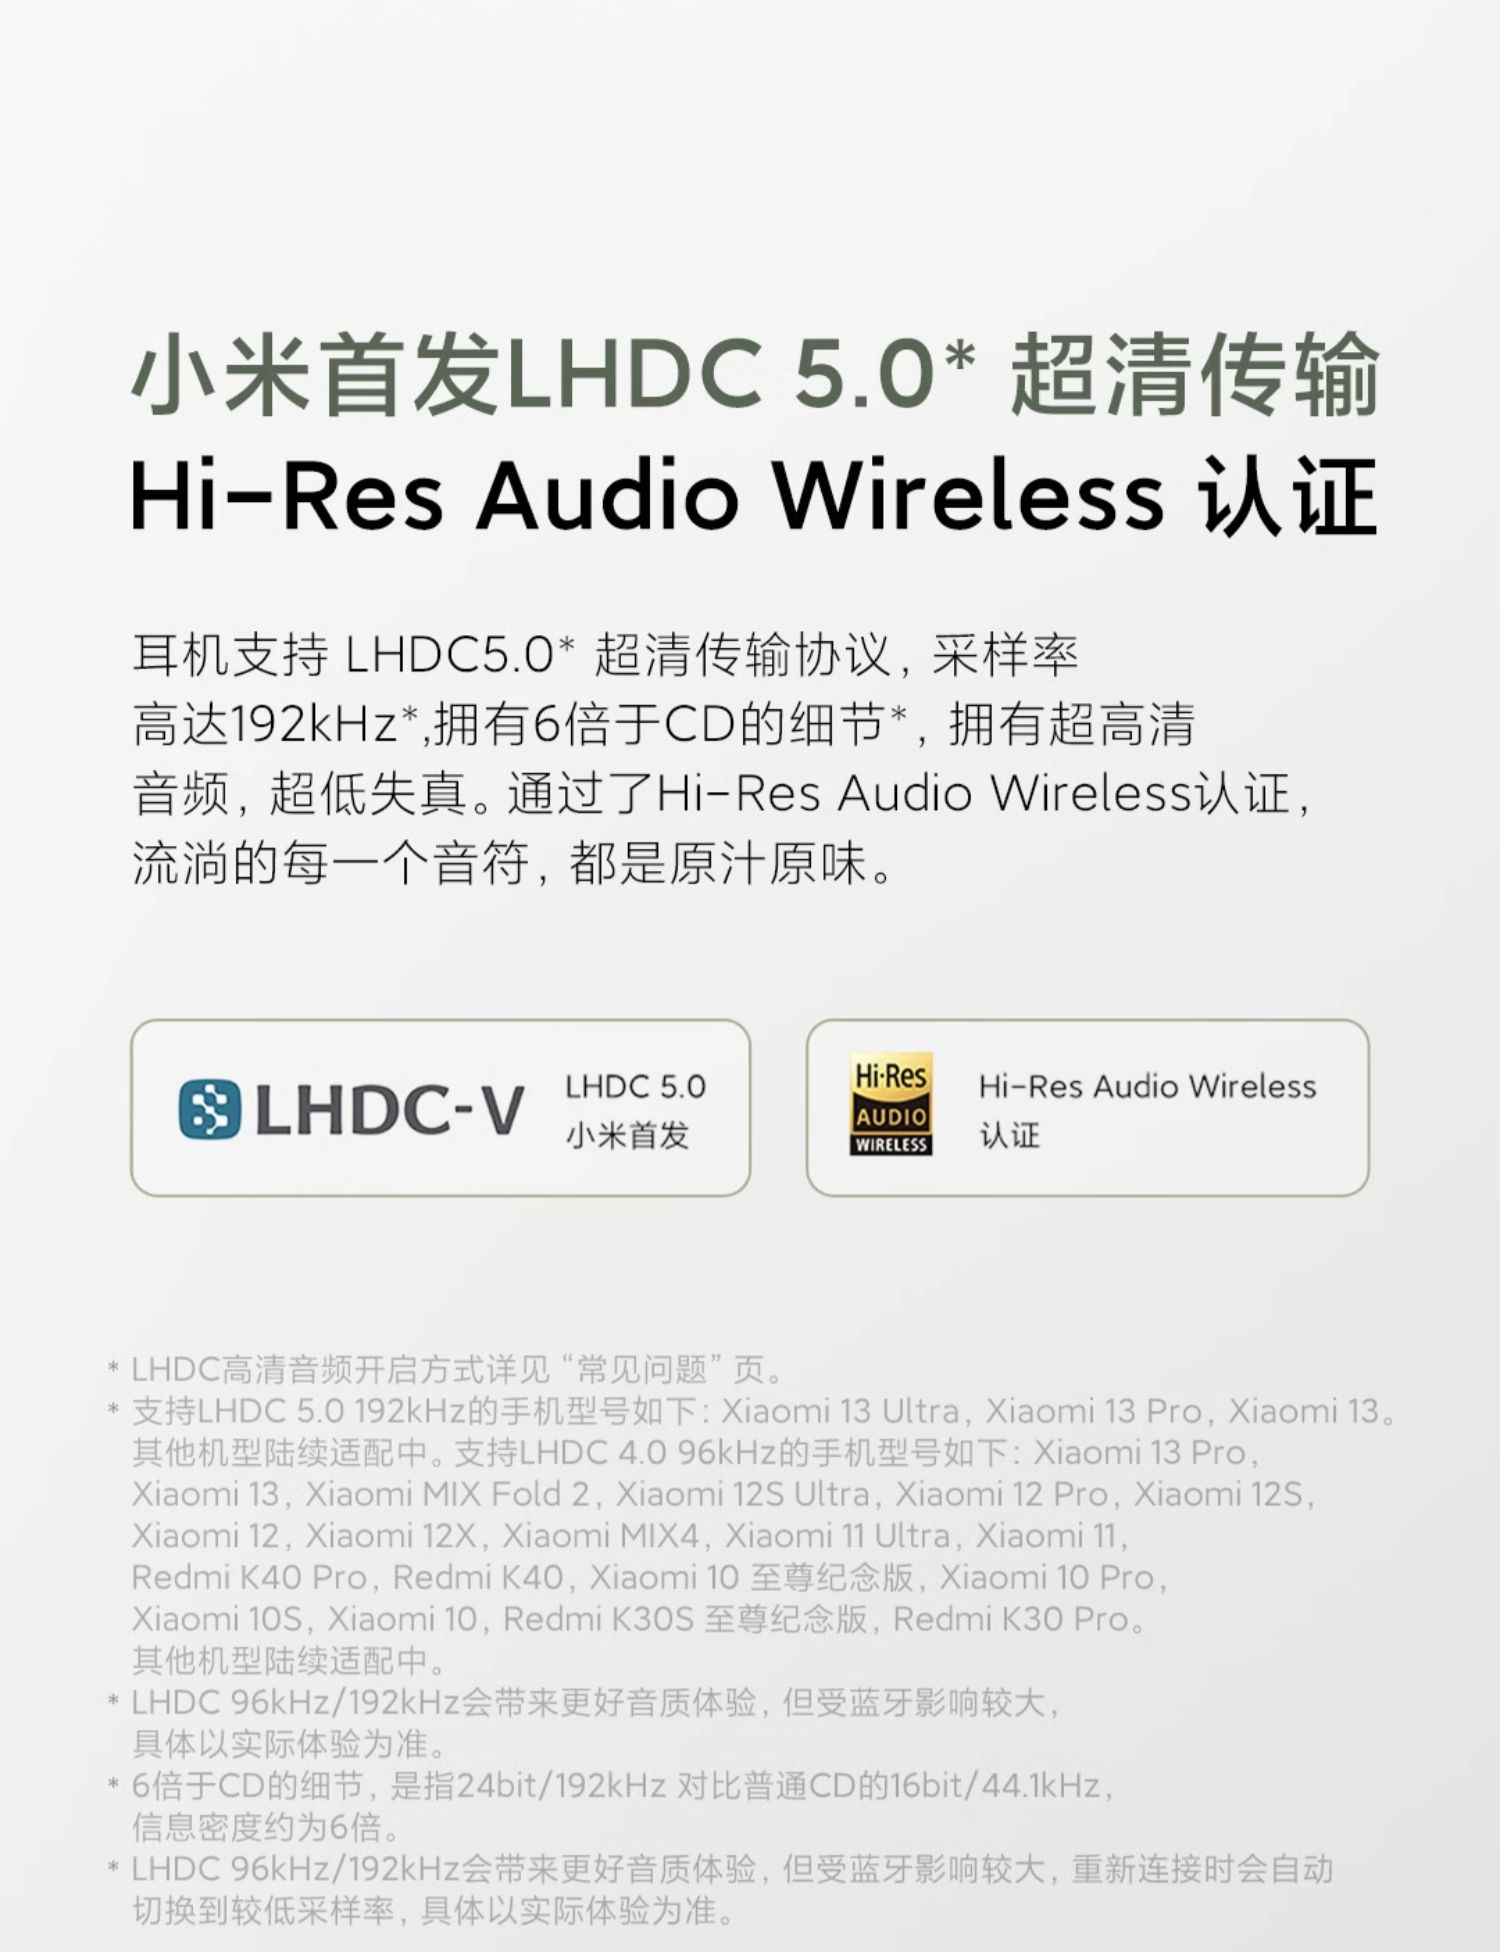 小米首发LHDC 5.0* 超清传输
Hi-Res Audio Wireless 认证
耳机支持 LHDC5.0* 超清传输协议，采样率
高达192kHz*,拥有6倍于CD的细节*，拥有超高清
音频，超低失真。通过了Hi-Res Audio Wireless认证，
流淌的每一个音符，都是原汁原味。
LHDC-V
LHDC 5.0
小米首发
Hi·Res
AUDIO
WIRELESS
Hi-Res Audio Wireless
认证
* LHDC高清音频开启方式详见“常见问题”页。
* 支持LHDC 5.0 192kHz的手机型号如下：Xiaomi 13 Ultra，Xiaomi 13 Pro，Xiaomi 13。
其他机型陆续适配中。支持LHDC 4.0 96kHz的手机型号如下：Xiaomi 13 Pro，
Xiaomi 13，Xiaomi MIX Fold 2，Xiaomi 12S Ultra，Xiaomi 12 Pro，Xiaomi 12S，
Xiaomi 12，Xiaomi 12X，Xiaomi MIX4，Xiaomi 11 Ultra，Xiaomi 11，
Redmi K40 Pro，Redmi K40，Xiaomi 10 至尊纪念版，Xiaomi 10 Pro，
Xiaomi 10S，Xiaomi 10，Redmi K30S 至尊纪念版，Redmi K30 Pro。
其他机型陆续适配中。
* LHDC 96kHz/192kHz会带来更好音质体验，但受蓝牙影响较大，
具体以实际体验为准。
* 6倍于CD的细节，是指24bit/192kHz 对比普通CD的16bit/44.1kHz，
信息密度约为6倍。
* LHDC 96kHz/192kHz会带来更好音质体验，但受蓝牙影响较大，重新连接时会自动
切换到较低采样率，具体以实际体验为准。